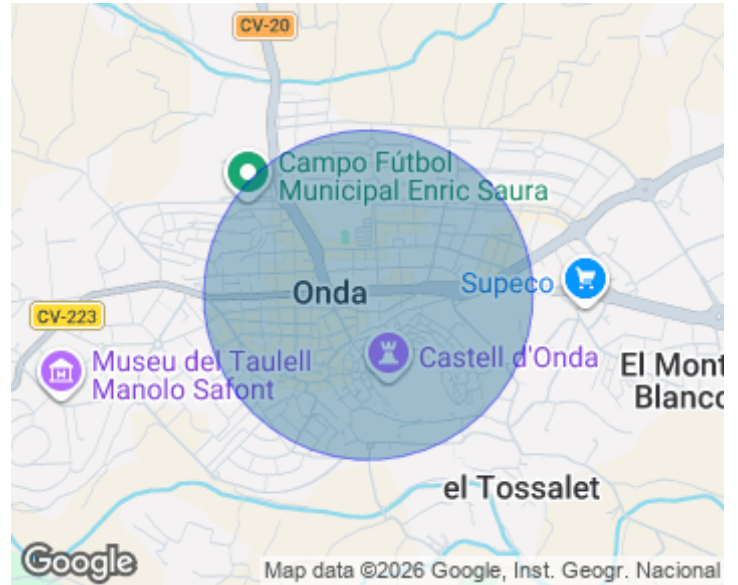 CV-20
Campo Fútbol
Municipal Enric Saura
Onda
Supeco
CV-223
Museu del Taulell
Manolo Safont
Castell d'Onda
El Mont
Blanco
el Tossalet
Google
Map data ©2026 Google, Inst. Geogr. Nacional